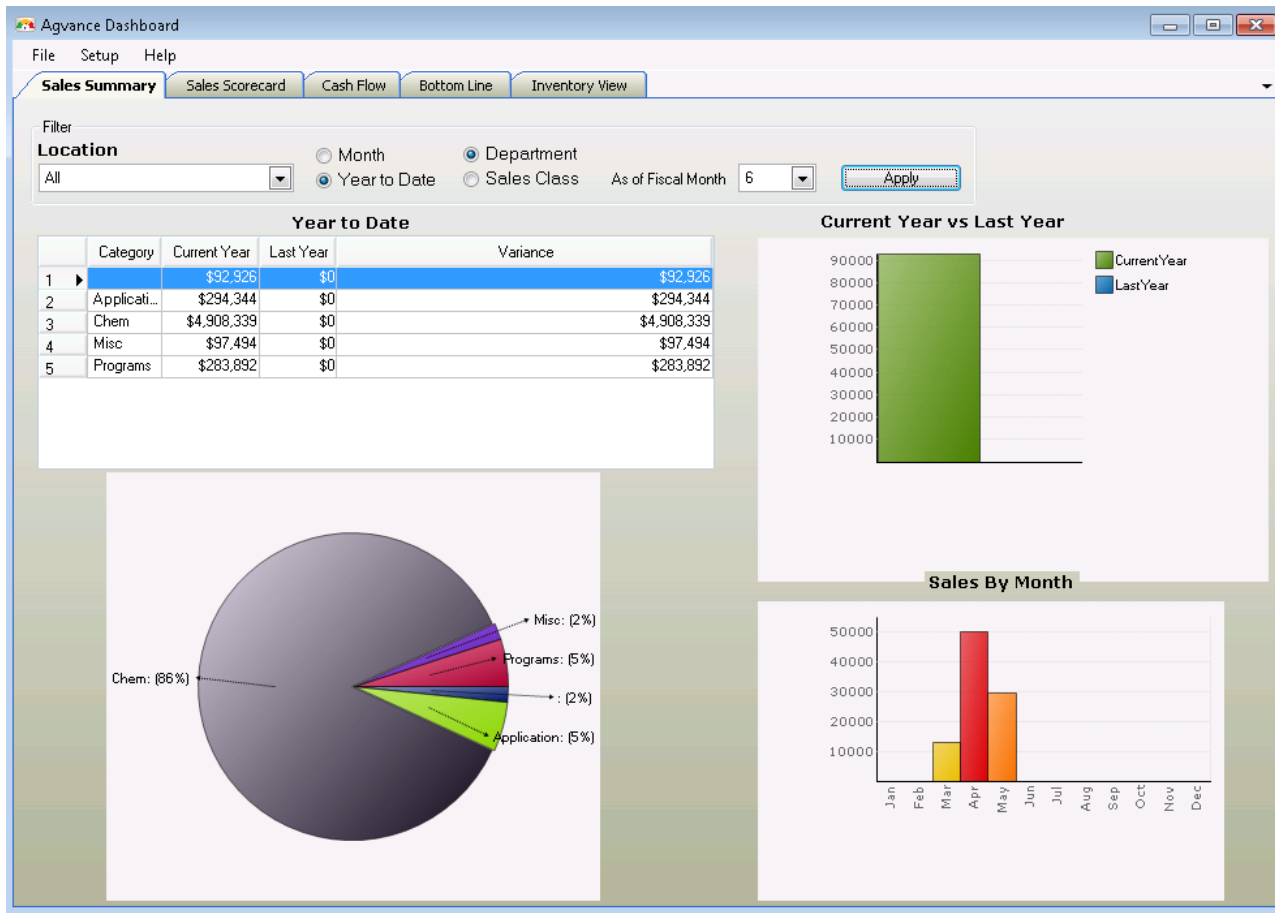 Agvance Dashboard
File Setup Help
Sales Summary Sales Scorecard Cash Flow Bottom Line Inventory View
Filter
Location
All
Month
Year to Date
Department
Sales Class
As of Fiscal Month 6 Apply
Year to Date
Category Current Year Last Year Variance
1 $92,926 $0 $92,926
2 Applicati... $294,344 $0 $294,344
3 Chem $4,908,339 $0 $4,908,339
4 Misc $97,494 $0 $97,494
5 Programs $283,892 $0 $283,892
Current Year vs Last Year
90000
80000
70000
60000
50000
40000
30000
20000
10000
CurrentYear
LastYear
Misc: (2%)
Programs: (5%)
Chem: (86%)
: (2%)
Application: (5%)
Sales By Month
50000
40000
30000
20000
10000
Jan Feb Mar Apr May Jun Jul Aug Sep Oct Nov Dec